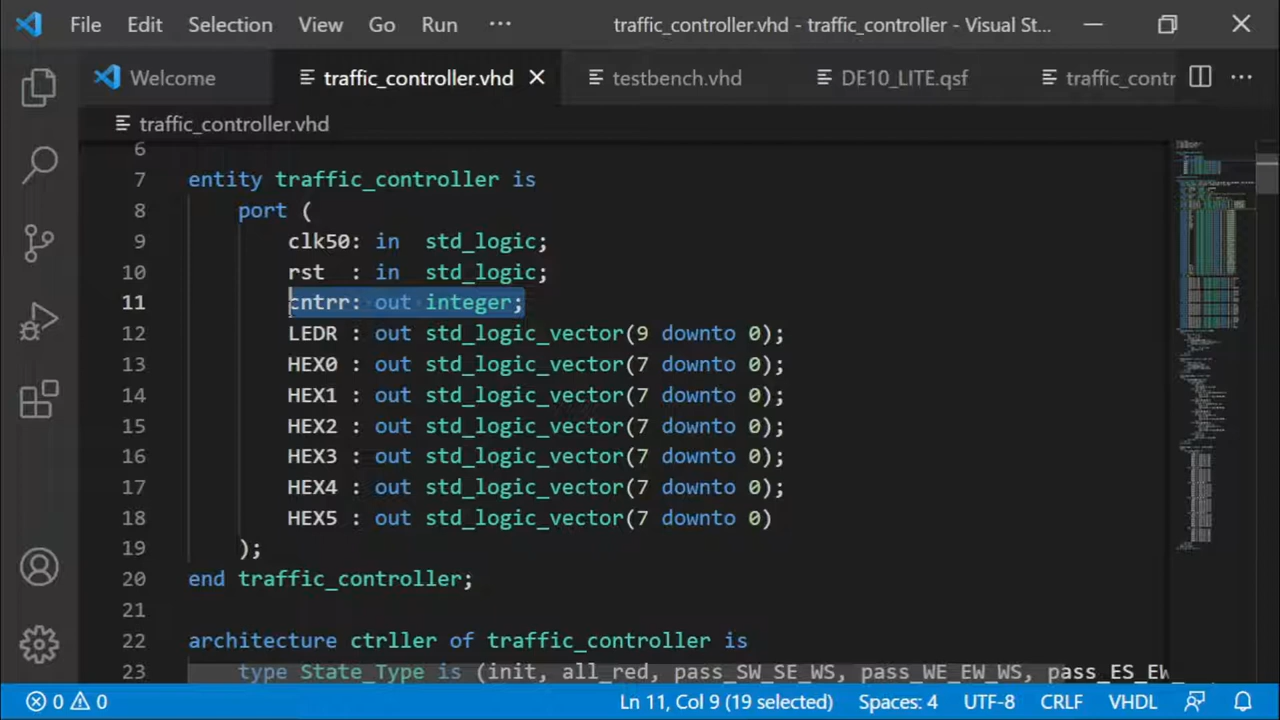 File Edit Selection View Go Run ··· traffic_controller.vhd - traffic_controller - Visual St...
Welcome traffic_controller.vhd testbench.vhd DE10_LITE.qsf traffic_contr
traffic_controller.vhd
6
7 entity traffic_controller is
8 port (
9 clk50: in std_logic;
10 rst : in std_logic;
11 cntrr: out integer;
12 LEDR : out std_logic_vector(9 downto 0);
13 HEX0 : out std_logic_vector(7 downto 0);
14 HEX1 : out std_logic_vector(7 downto 0);
15 HEX2 : out std_logic_vector(7 downto 0);
16 HEX3 : out std_logic_vector(7 downto 0);
17 HEX4 : out std_logic_vector(7 downto 0);
18 HEX5 : out std_logic_vector(7 downto 0)
19 );
20 end traffic_controller;
21
22 architecture ctrller of traffic_controller is
23 type State_Type is (init, all_red, pass_SW_SE_WS, pass_WE_EW_WS, pass_ES_EW_
0 0 Ln 11, Col 9 (19 selected) Spaces: 4 UTF-8 CRLF VHDL